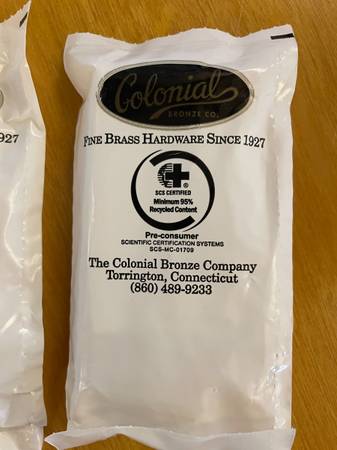 Colonial
BRONZE CO.
FINE BRASS HARDWARE SINCE 1927
SCS CERTIFIED
Minimum 95%
Recycled Content
Pre-consumer
SCIENTIFIC CERTIFICATION SYSTEMS
SCS-MC-01709
The Colonial Bronze Company
Torrington, Connecticut
(860) 489-9233
927